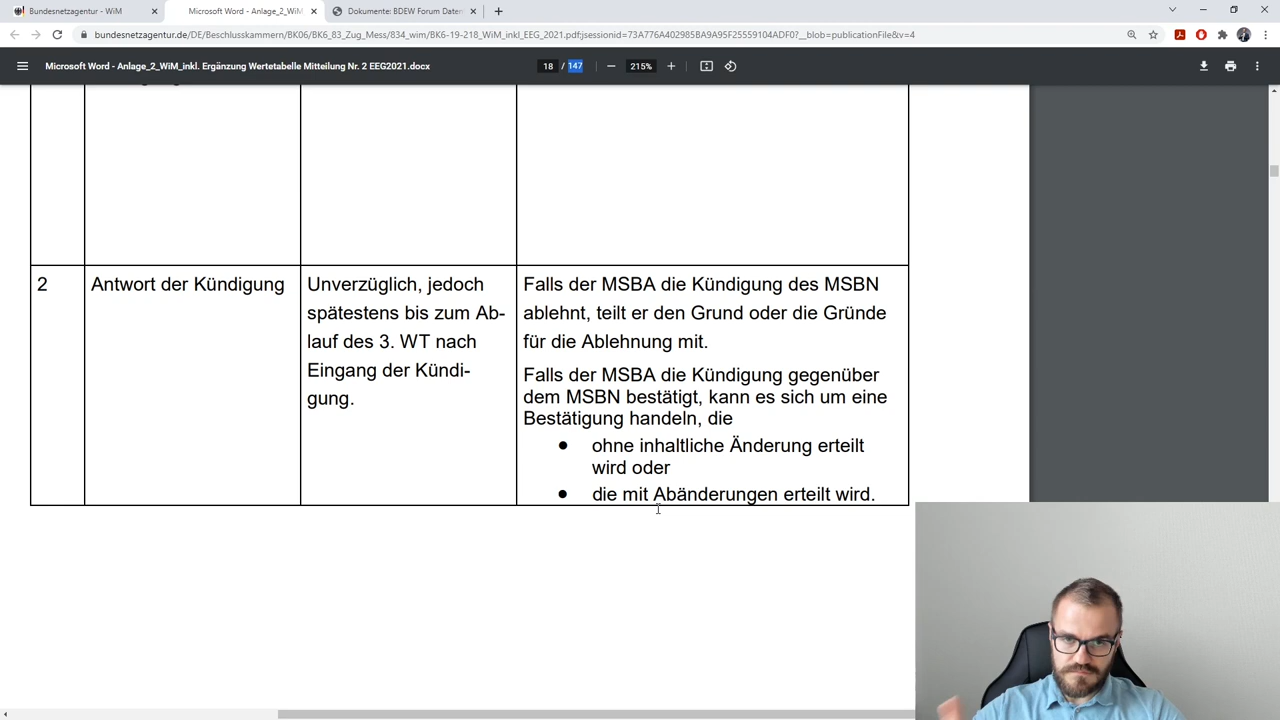 Bundesnetzagentur - WiM
Microsoft Word - Anlage_2_WiM_in
Dokumente: BDEW Forum Daten
bundesnetzagentur.de/DE/Beschlusskammern/BK06/BK6_83_Zug_Mess/834_wim/BK6-19-218_WiM_inkl_EEG_2021.pdf;jsessionid=73A776A402985BA9A95F25559104ADF0?__blob=publicationFile&v=4
Microsoft Word - Anlage_2_WiM_inkl. Ergänzung Wertetabelle Mitteilung Nr. 2 EEG2021.docx
18 / 147
215%
2
Antwort der Kündigung
Unverzüglich, jedoch
spätestens bis zum Ab-
lauf des 3. WT nach
Eingang der Kündi-
gung.
Falls der MSBA die Kündigung des MSBN
ablehnt, teilt er den Grund oder die Gründe
für die Ablehnung mit.
Falls der MSBA die Kündigung gegenüber
dem MSBN bestätigt, kann es sich um eine
Bestätigung handeln, die
● ohne inhaltliche Änderung erteilt
wird oder
● die mit Abänderungen erteilt wird.